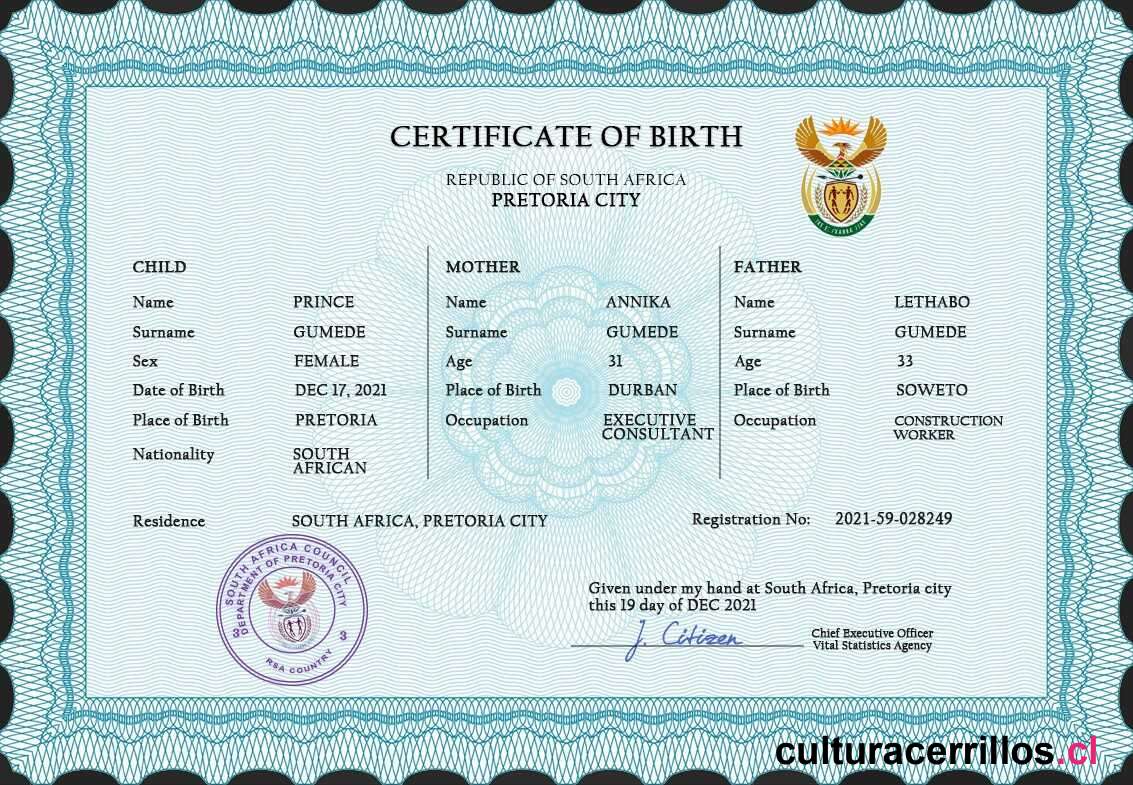 CERTIFICATE OF BIRTH
REPUBLIC OF SOUTH AFRICA
PRETORIA CITY
CHILD
Name PRINCE
Surname GUMEDE
Sex FEMALE
Date of Birth DEC 17, 2021
Place of Birth PRETORIA
Nationality SOUTH
AFRICAN
MOTHER
Name ANNIKA
Surname GUMEDE
Age 31
Place of Birth DURBAN
Occupation EXECUTIVE
CONSULTANT
FATHER
Name LETHABO
Surname GUMEDE
Age 33
Place of Birth SOWETO
Occupation CONSTRUCTION
WORKER
Residence SOUTH AFRICA, PRETORIA CITY
Registration No: 2021-59-028249
SOUTH AFRICA COUNCIL
DEPARTMENT OF PRETORIA CITY
3 3
RSA COUNTRY
Given under my hand at South Africa, Pretoria city
this 19 day of DEC 2021
J. Citizen
Chief Executive Officer
Vital Statistics Agency
culturacerrillos.cl